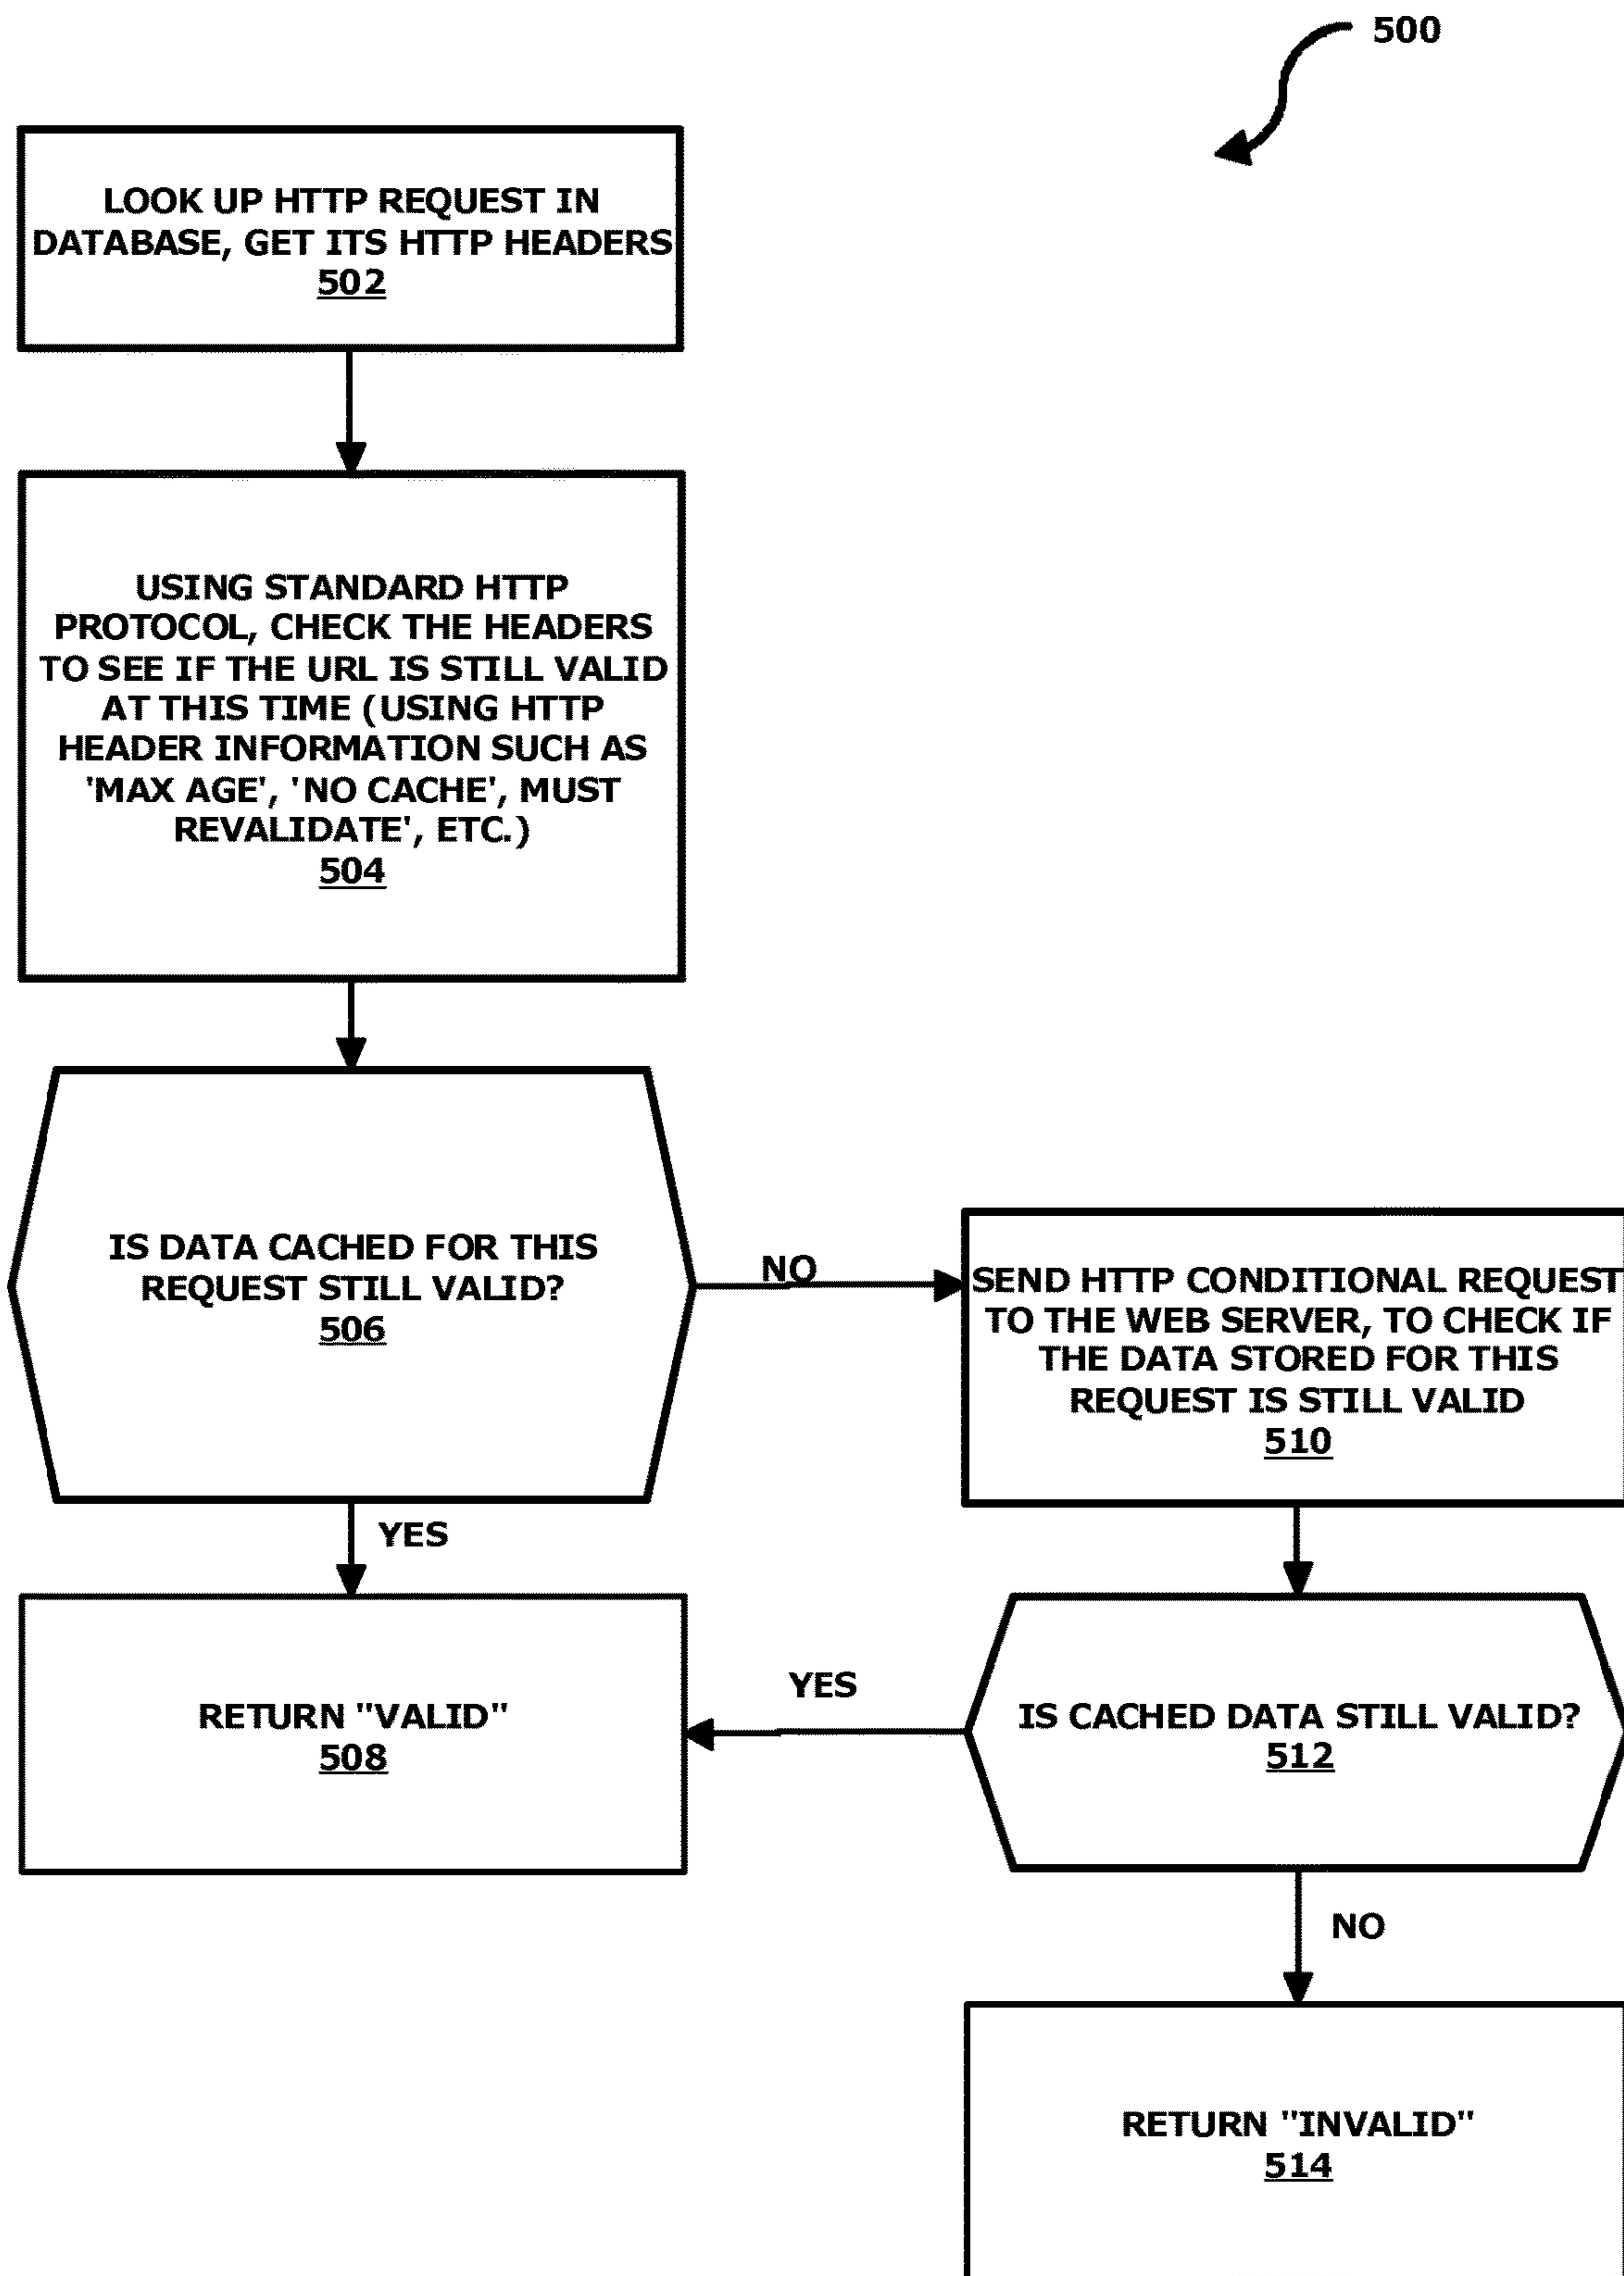 500
LOOK UP HTTP REQUEST IN
DATABASE, GET ITS HTTP HEADERS
502
USING STANDARD HTTP
PROTOCOL, CHECK THE HEADERS
TO SEE IF THE URL IS STILL VALID
AT THIS TIME (USING HTTP
HEADER INFORMATION SUCH AS
'MAX AGE', 'NO CACHE', MUST
REVALIDATE', ETC.)
504
IS DATA CACHED FOR THIS
REQUEST STILL VALID?
506
NO
SEND HTTP CONDITIONAL REQUEST
TO THE WEB SERVER, TO CHECK IF
THE DATA STORED FOR THIS
REQUEST IS STILL VALID
510
YES
RETURN "VALID"
508
YES
IS CACHED DATA STILL VALID?
512
NO
RETURN "INVALID"
514